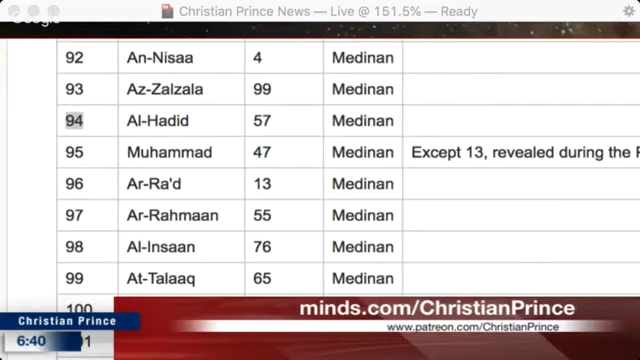 Christian Prince News — Live @ 151.5% — Ready
92 An-Nisaa 4 Medinan
93 Az-Zalzala 99 Medinan
94 Al-Hadid 57 Medinan
95 Muhammad 47 Medinan Except 13, revealed during the
96 Ar-Ra'd 13 Medinan
97 Ar-Rahmaan 55 Medinan
98 Al-Insaan 76 Medinan
99 At-Talaaq 65 Medinan
100
minds.com/ChristianPrince
www.patreon.com/ChristianPrince
Christian Prince
6:40